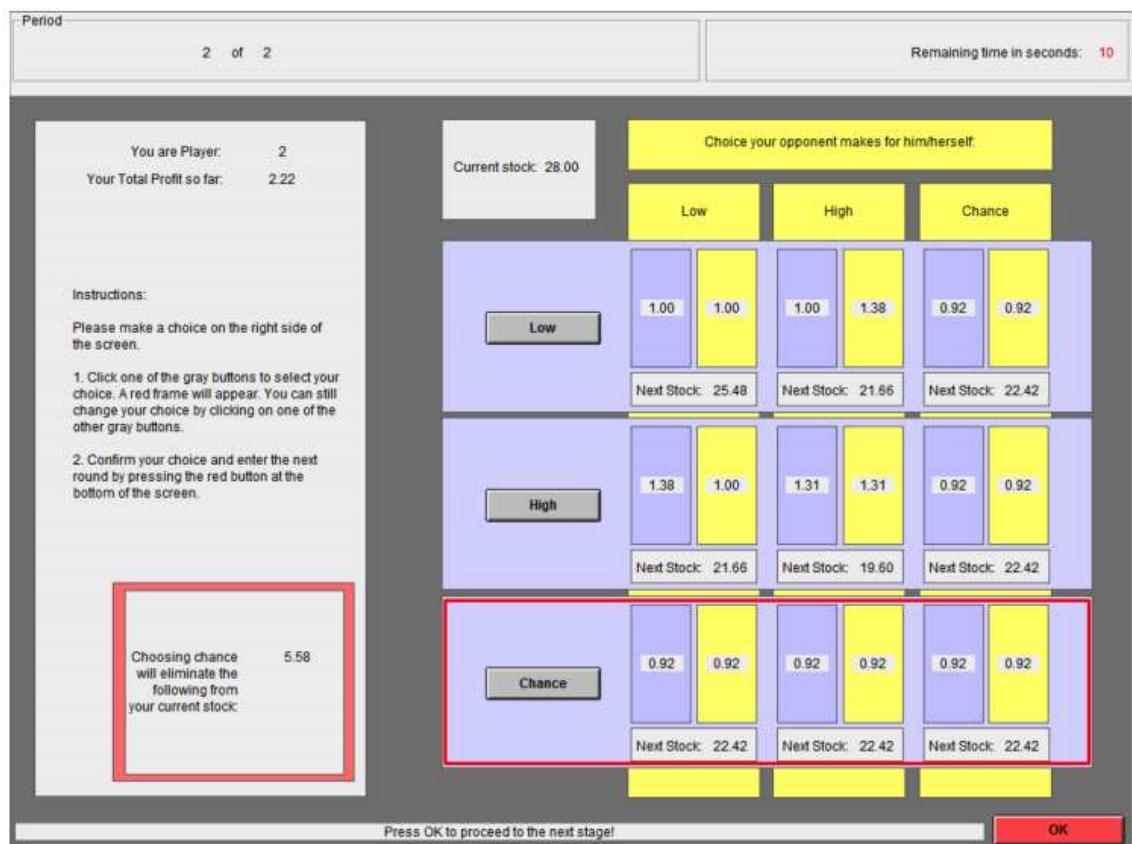 Period
2 of 2
Remaining time in seconds: 10
You are Player: 2
Your Total Profit so far: 2.22
Instructions:
Please make a choice on the right side of
the screen.
1. Click one of the gray buttons to select your
choice. A red frame will appear. You can still
change your choice by clicking on one of the
other gray buttons.
2. Confirm your choice and enter the next
round by pressing the red button at the
bottom of the screen.
Choosing chance 5.58
will eliminate the
following from
your current stock:
Current stock: 28.00
Choice your opponent makes for him/herself:
Low High Chance
Low 1.00 1.00 1.00 1.38 0.92 0.92
Next Stock: 25.48 Next Stock: 21.66 Next Stock: 22.42
High 1.38 1.00 1.31 1.31 0.92 0.92
Next Stock: 21.66 Next Stock: 19.60 Next Stock: 22.42
Chance 0.92 0.92 0.92 0.92 0.92 0.92
Next Stock: 22.42 Next Stock: 22.42 Next Stock: 22.42
Press OK to proceed to the next stage!
OK